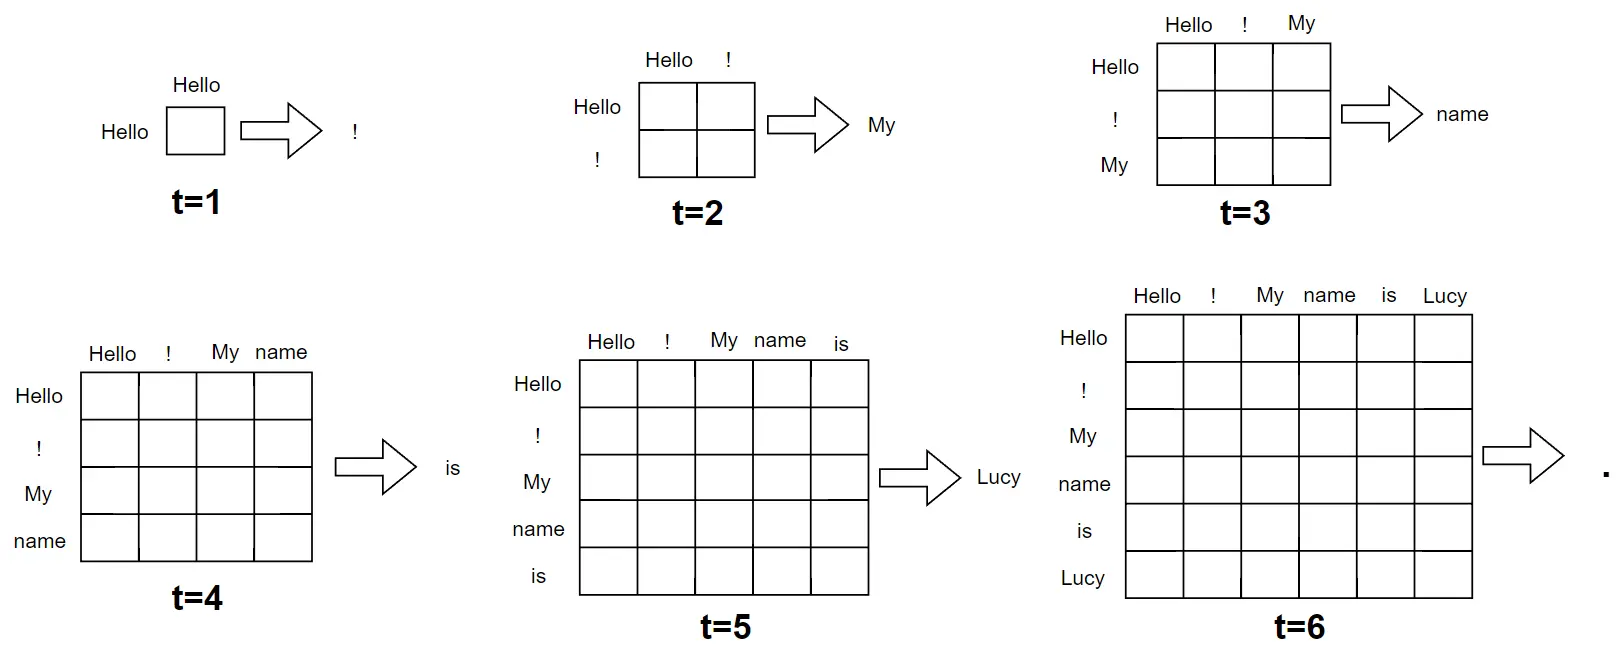 Hello
Hello
!
t=1
Hello !
Hello
!
My
t=2
Hello ! My
Hello
!
My
name
t=3
Hello ! My name
Hello
!
My
name
is
t=4
Hello ! My name is
Hello
!
My
name
is
Lucy
t=5
Hello ! My name is Lucy
Hello
!
My
name
is
Lucy
.
t=6